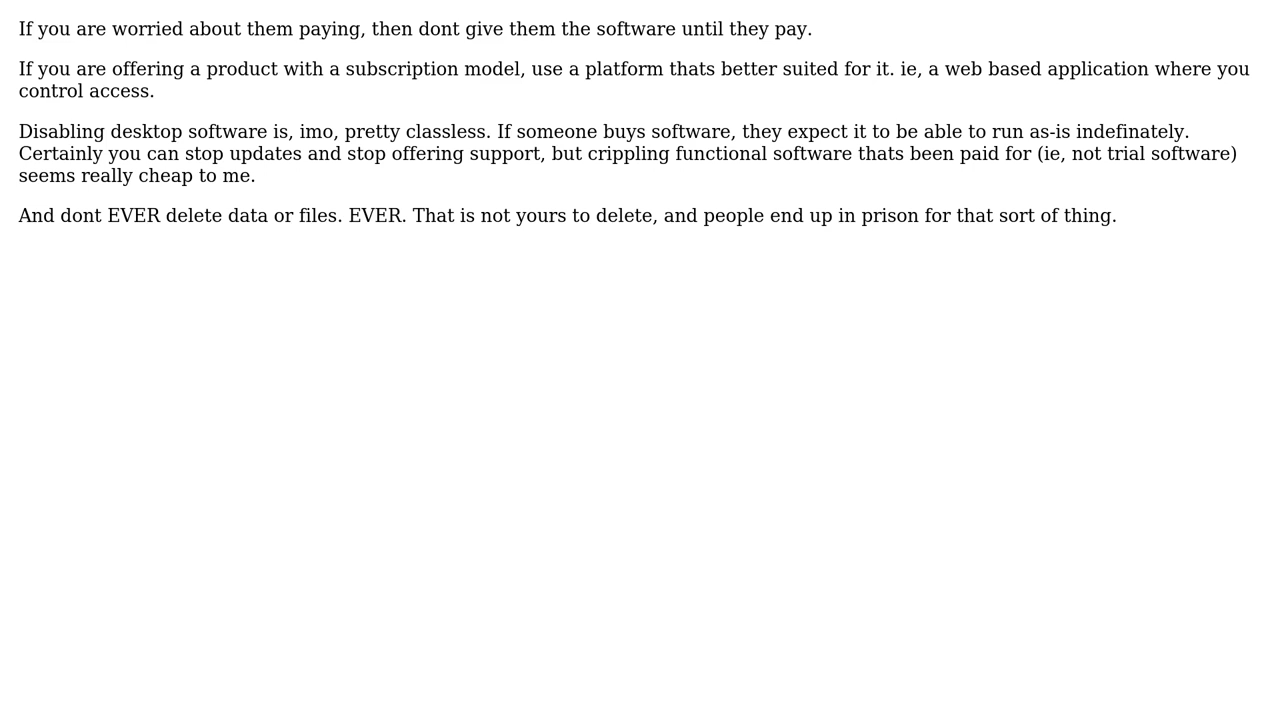 If you are worried about them paying, then dont give them the software until they pay.
If you are offering a product with a subscription model, use a platform thats better suited for it. ie, a web based application where you
control access.
Disabling desktop software is, imo, pretty classless. If someone buys software, they expect it to be able to run as-is indefinately.
Certainly you can stop updates and stop offering support, but crippling functional software thats been paid for (ie, not trial software)
seems really cheap to me.
And dont EVER delete data or files. EVER. That is not yours to delete, and people end up in prison for that sort of thing.